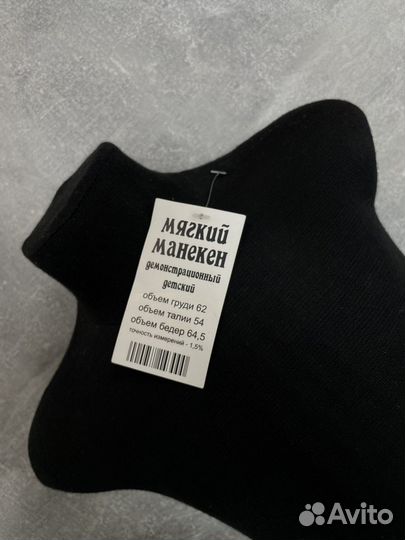 мягкий
манекен
демонстрационный
детский
объем груди 62
объем талии 54
объем бедер 64,5
точность измерений - 1,5%
Avito